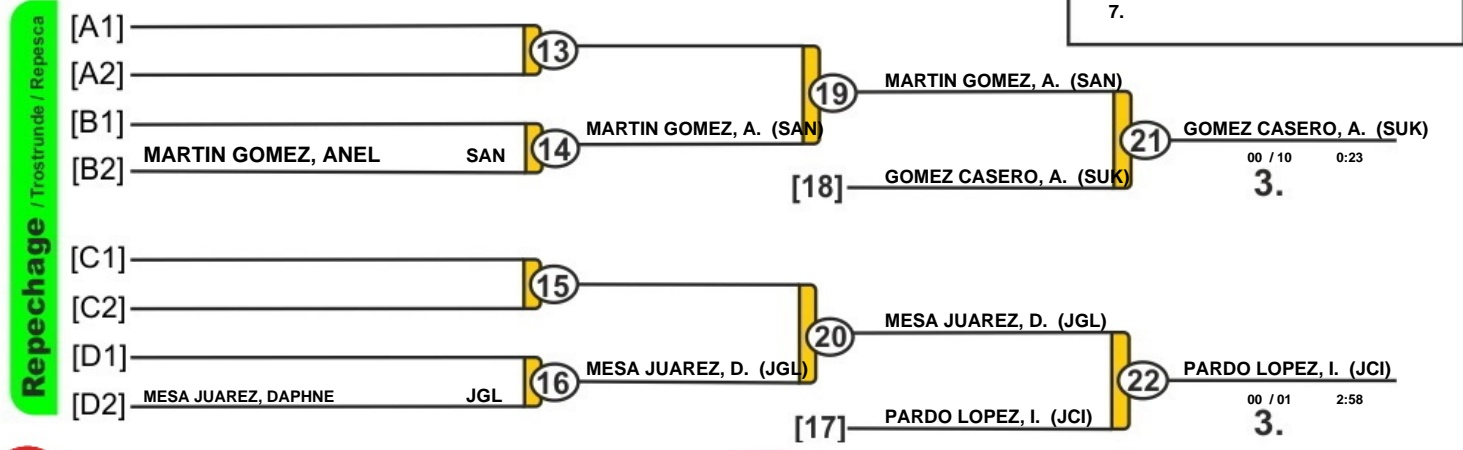 Repechage / Trostrunde / Repesca
7.
[A1]
13
[A2]
19
MARTIN GOMEZ, A. (SAN)
[B1]
14
MARTIN GOMEZ, A. (SAN)
21
GOMEZ CASERO, A. (SUK)
MARTIN GOMEZ, ANEL SAN
[B2]
00 / 10 0:23
[18]
GOMEZ CASERO, A. (SUK)
3.
[C1]
15
[C2]
20
MESA JUAREZ, D. (JGL)
[D1]
16
MESA JUAREZ, D. (JGL)
22
PARDO LOPEZ, I. (JCI)
[D2]
MESA JUAREZ, DAPHNE JGL
00 / 01 2:58
[17]
PARDO LOPEZ, I. (JCI)
3.